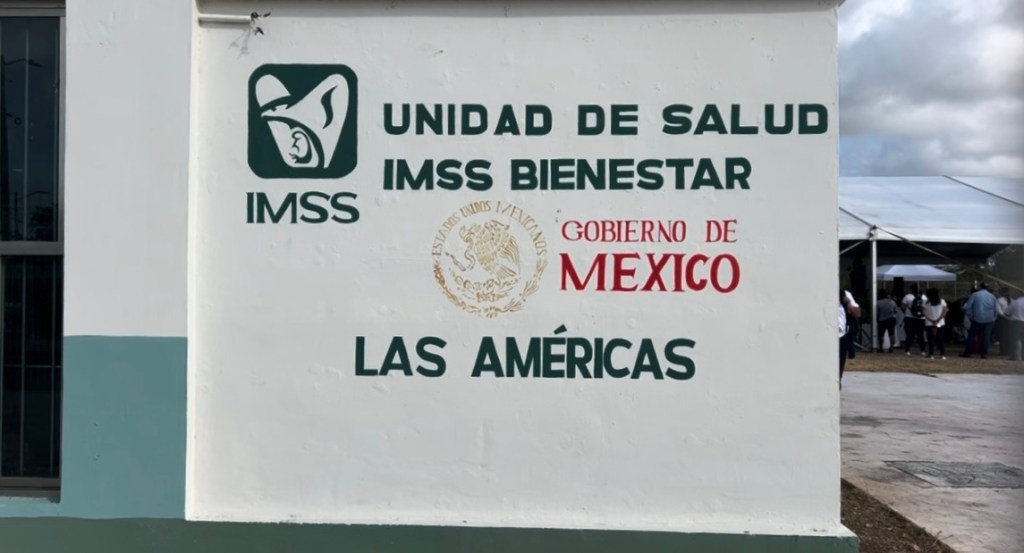 UNIDAD DE SALUD
IMSS BIENESTAR
IMSS
ESTADOS UNIDOS MEXICANOS
GOBIERNO DE
MEXICO
LAS AMÉRICAS